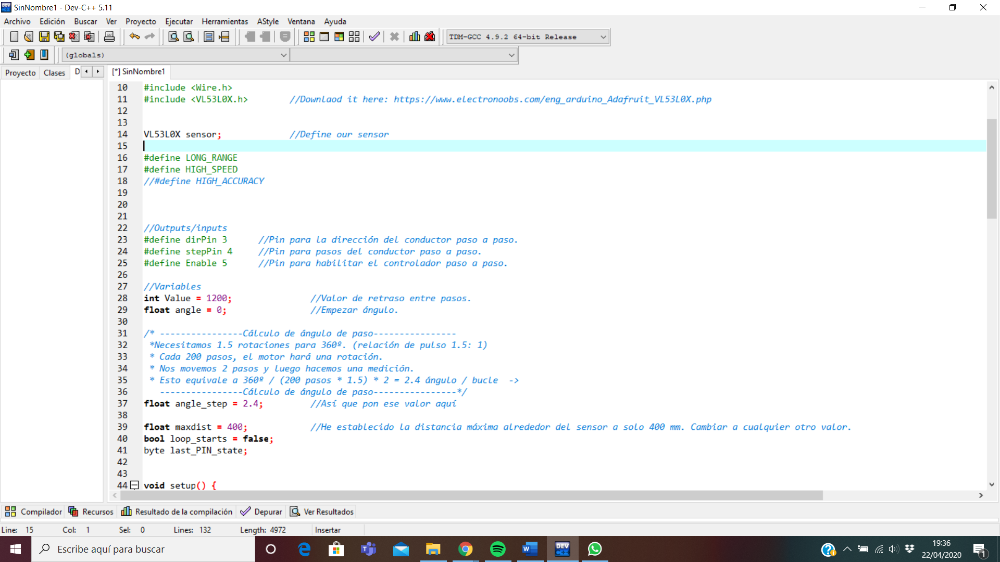 SinNombre1 - Dev-C++ 5.11
Archivo Edición Buscar Ver Proyecto Ejecutar Herramientas AStyle Ventana Ayuda
TDM-GCC 4.9.2 64-bit Release
(globals)
Proyecto Clases D
[*] SinNombre1
10 #include <Wire.h>
11 #include <VL53L0X.h> //Downlaod it here: https://www.electronoobs.com/eng_arduino_Adafruit_VL53L0X.php
12
13
14 VL53L0X sensor; //Define our sensor
15
16 #define LONG_RANGE
17 #define HIGH_SPEED
18 //#define HIGH_ACCURACY
19
20
21
22 //Outputs/inputs
23 #define dirPin 3 //Pin para la dirección del conductor paso a paso.
24 #define stepPin 4 //Pin para pasos del conductor paso a paso.
25 #define Enable 5 //Pin para habilitar el controlador paso a paso.
26
27 //Variables
28 int Value = 1200; //Valor de retraso entre pasos.
29 float angle = 0; //Empezar ángulo.
30
31 /* ----------------Cálculo de ángulo de paso----------------
32 *Necesitamos 1.5 rotaciones para 360º. (relación de pulso 1.5: 1)
33 * Cada 200 pasos, el motor hará una rotación.
34 * Nos movemos 2 pasos y luego hacemos una medición.
35 * Esto equivale a 360º / (200 pasos * 1.5) * 2 = 2.4 ángulo / bucle ->
36 ----------------Cálculo de ángulo de paso----------------*/
37 float angle_step = 2.4; //Así que pon ese valor aquí
38
39 float maxdist = 400; //He establecido la distancia máxima alrededor del sensor a solo 400 mm. Cambiar a cualquier otro valor.
40 bool loop_starts = false;
41 byte last_PIN_state;
42
43
44 void setup() {
Compilador Recursos Resultado de la compilación Depurar Ver Resultados
Line: 15 Col: 1 Sel: 0 Lines: 132 Length: 4972 Insertar
Escribe aquí para buscar
19:36
22/04/2020
1